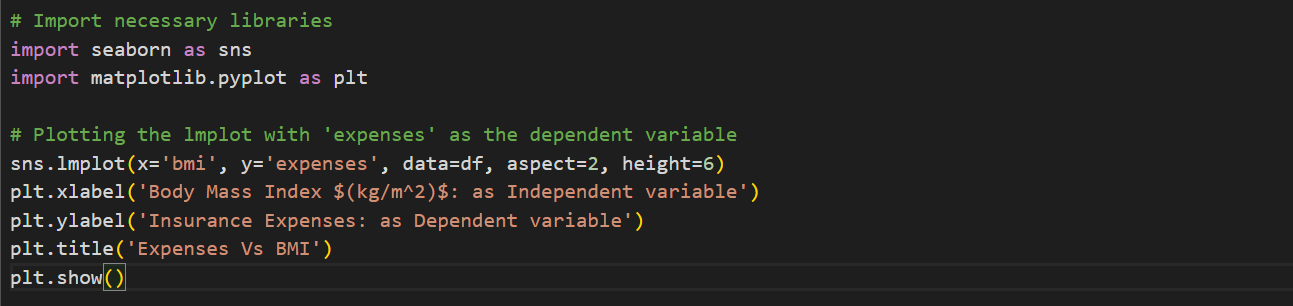 # Import necessary libraries
import seaborn as sns
import matplotlib.pyplot as plt
# Plotting the lmplot with 'expenses' as the dependent variable
sns.lmplot(x='bmi', y='expenses', data=df, aspect=2, height=6)
plt.xlabel('Body Mass Index $(kg/m^2)$: as Independent variable')
plt.ylabel('Insurance Expenses: as Dependent variable')
plt.title('Expenses Vs BMI')
plt.show()